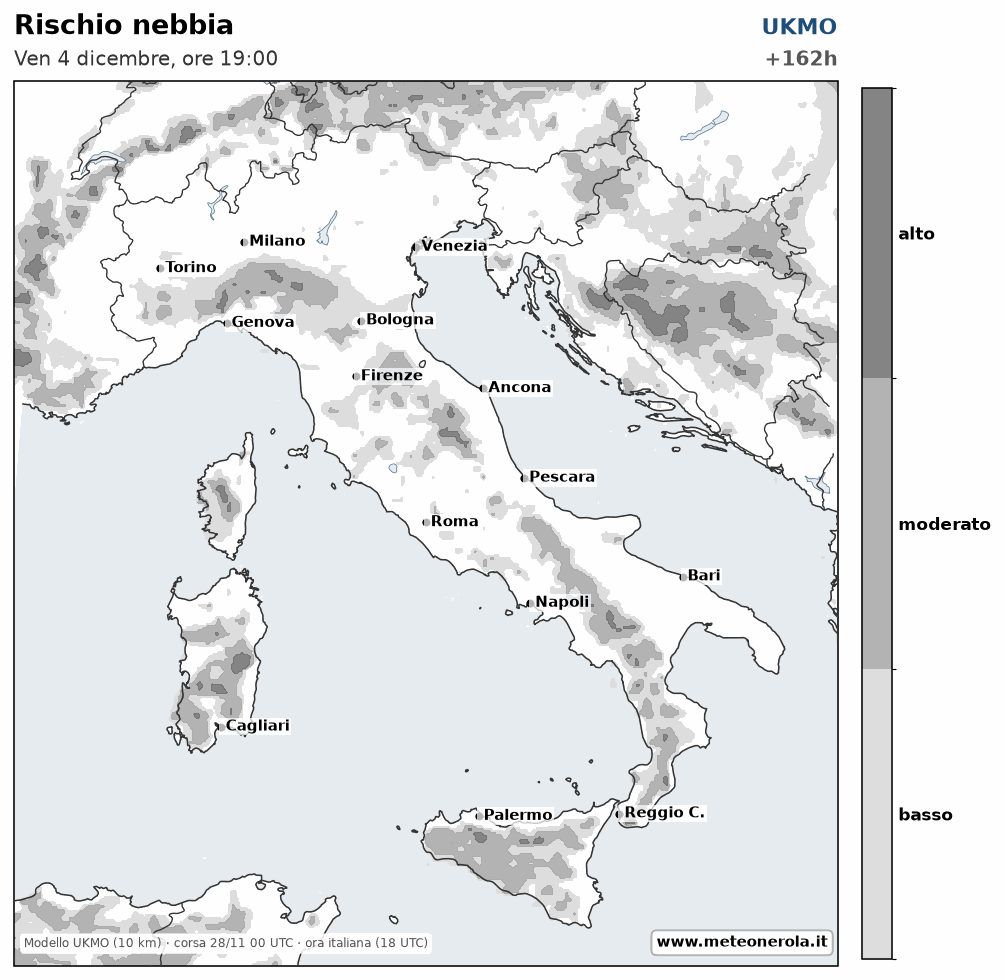 Rischio nebbia
UKMO
Ven 4 dicembre, ore 19:00
+162h
Milano
Venezia
Torino
Genova
Bologna
Firenze
Ancona
Pescara
Roma
Bari
Napoli
Cagliari
Palermo
Reggio C.
alto
moderato
basso
Modello UKMO (10 km) · corsa 28/11 00 UTC · ora italiana (18 UTC)
www.meteonerola.it